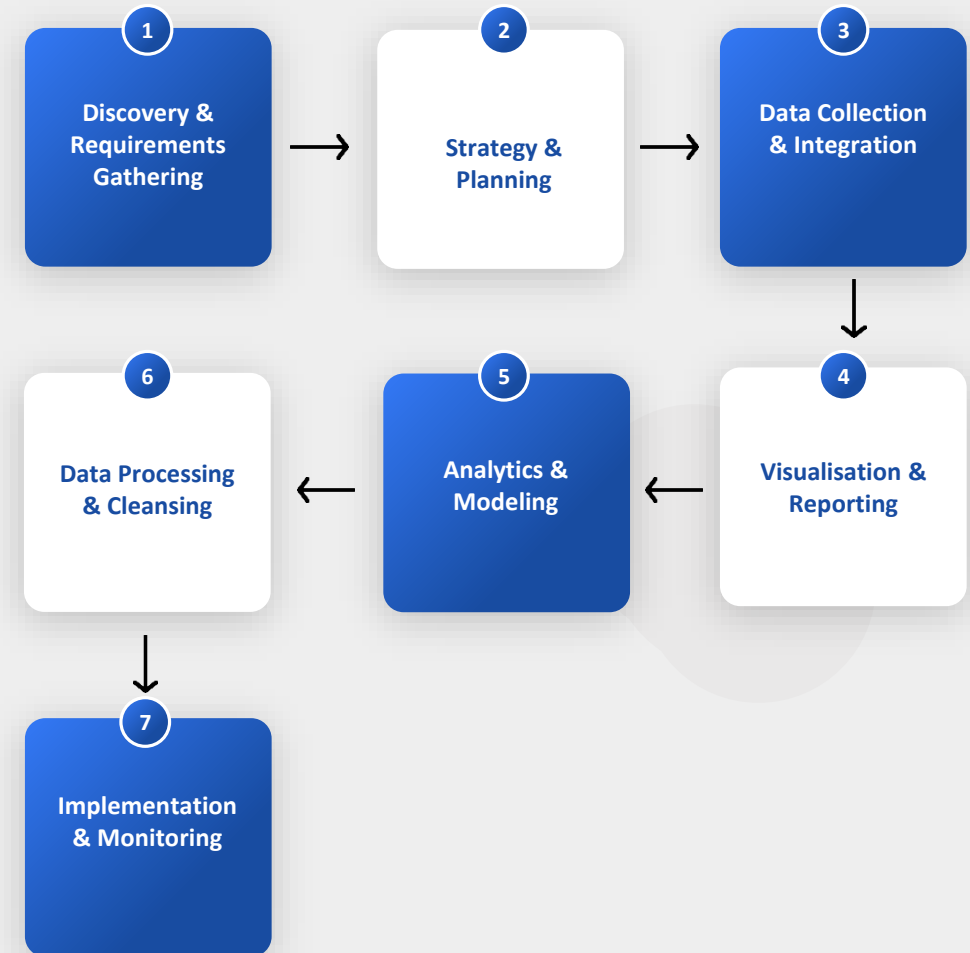 1
Discovery &
Requirements
Gathering
2
Strategy &
Planning
3
Data Collection
& Integration
4
Visualisation &
Reporting
5
Analytics &
Modeling
6
Data Processing
& Cleansing
7
Implementation
& Monitoring